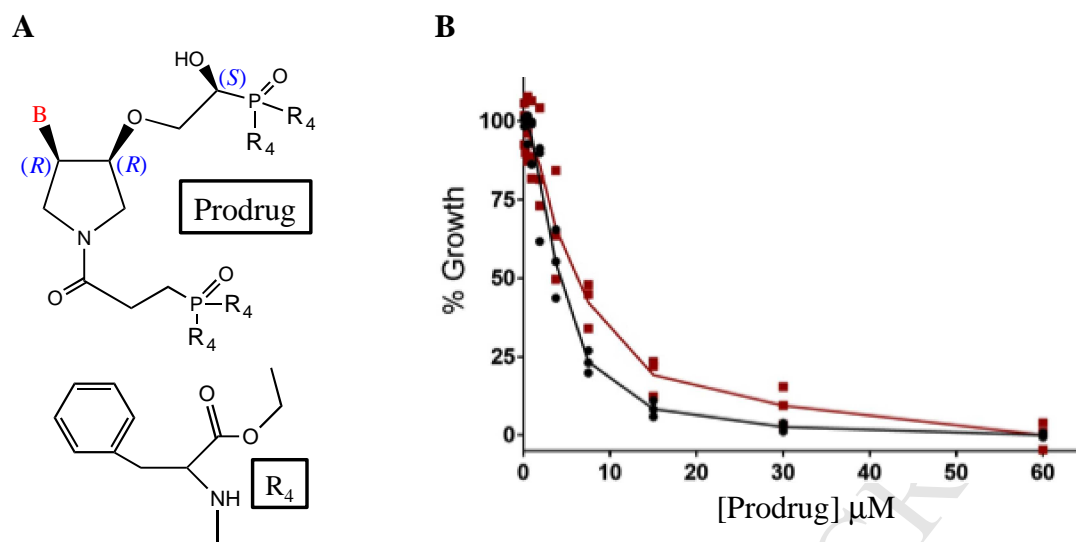 A
HO
(S)
O
P
R4
R4
B
O
(R)
(R)
Prodrug
N
O
O
P
R4
R4
O
O
NH
R4
B
% Growth
100
75
50
25
0
0
10
20
30
40
50
60
[Prodrug] μM